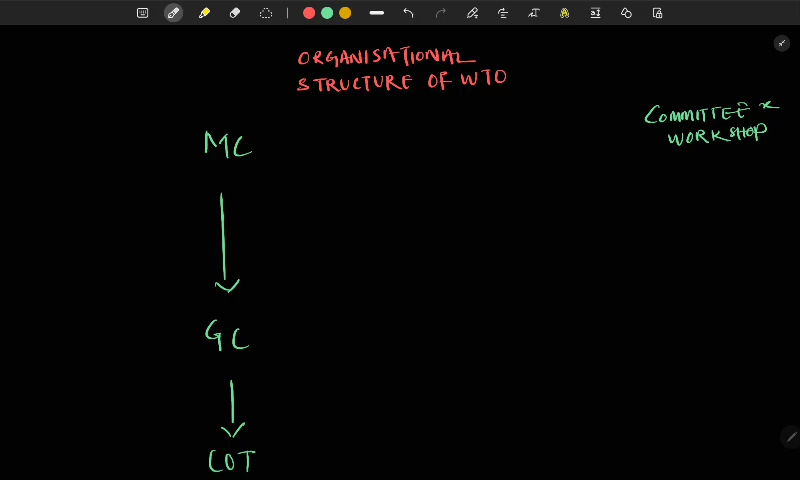 ORGANISATIONAL
STRUCTURE OF WTO
COMMITTEE &
WORKSHOP
MC
GC
COT